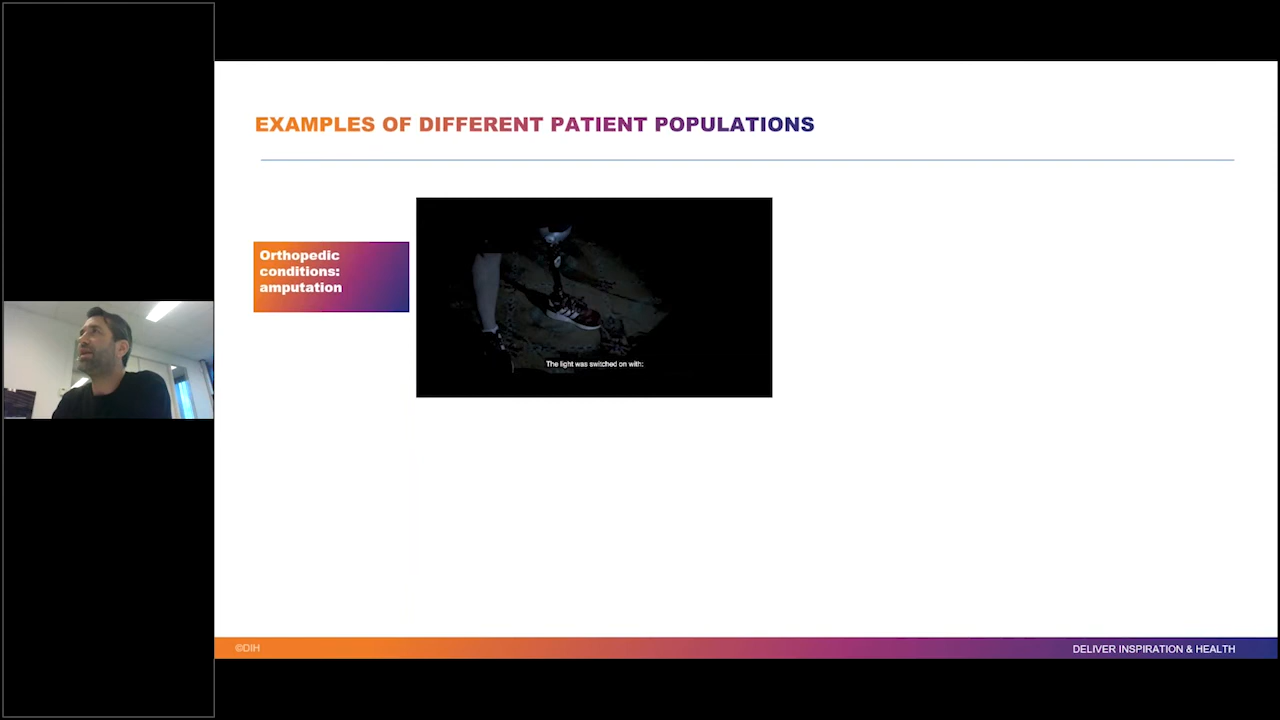 EXAMPLES OF DIFFERENT PATIENT POPULATIONS
Orthopedic
conditions:
amputation
The light was switched on with:
©DIH
DELIVER INSPIRATION & HEALTH